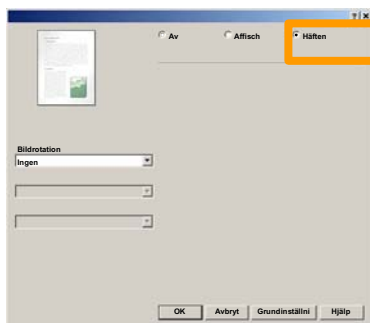 Av Affisch Häften
Bildrotation
Ingen
OK Avbryt Grundinställni Hjälp